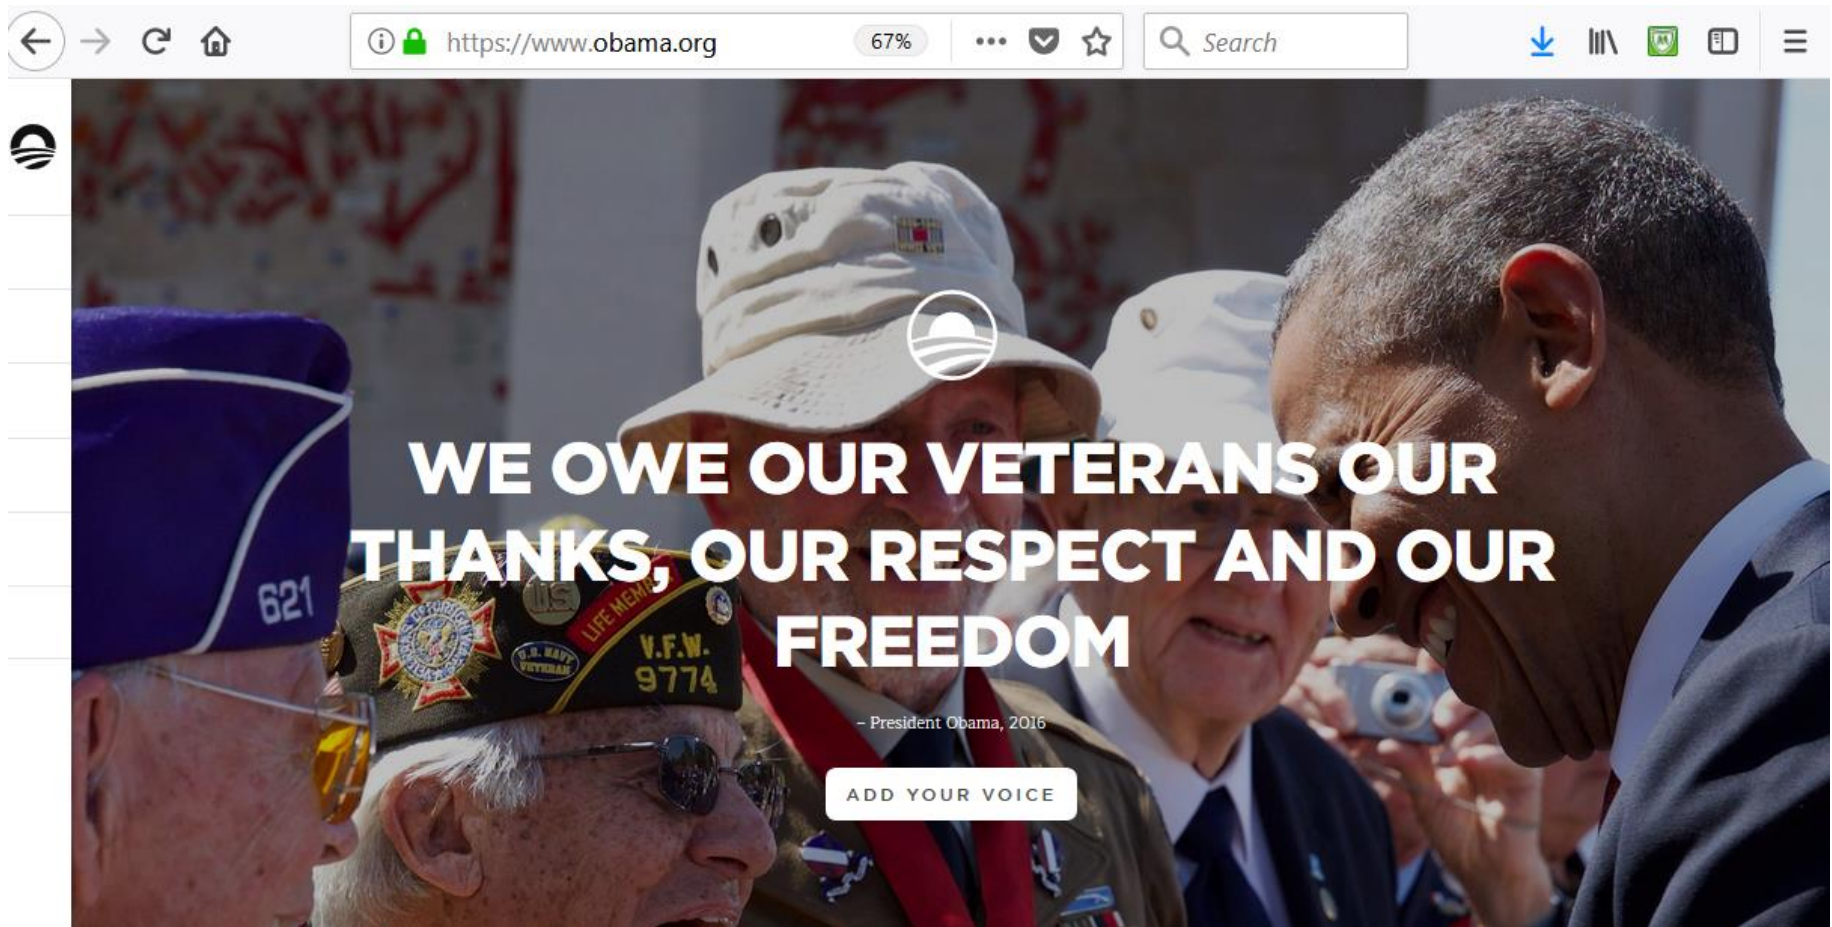 https://www.obama.org
67%
Search
WE OWE OUR VETERANS OUR
THANKS, OUR RESPECT AND OUR
FREEDOM
– President Obama, 2016
ADD YOUR VOICE
621
US
LIFE MEMBER
U.S. NAVY
VETERAN
V.F.W.
9774